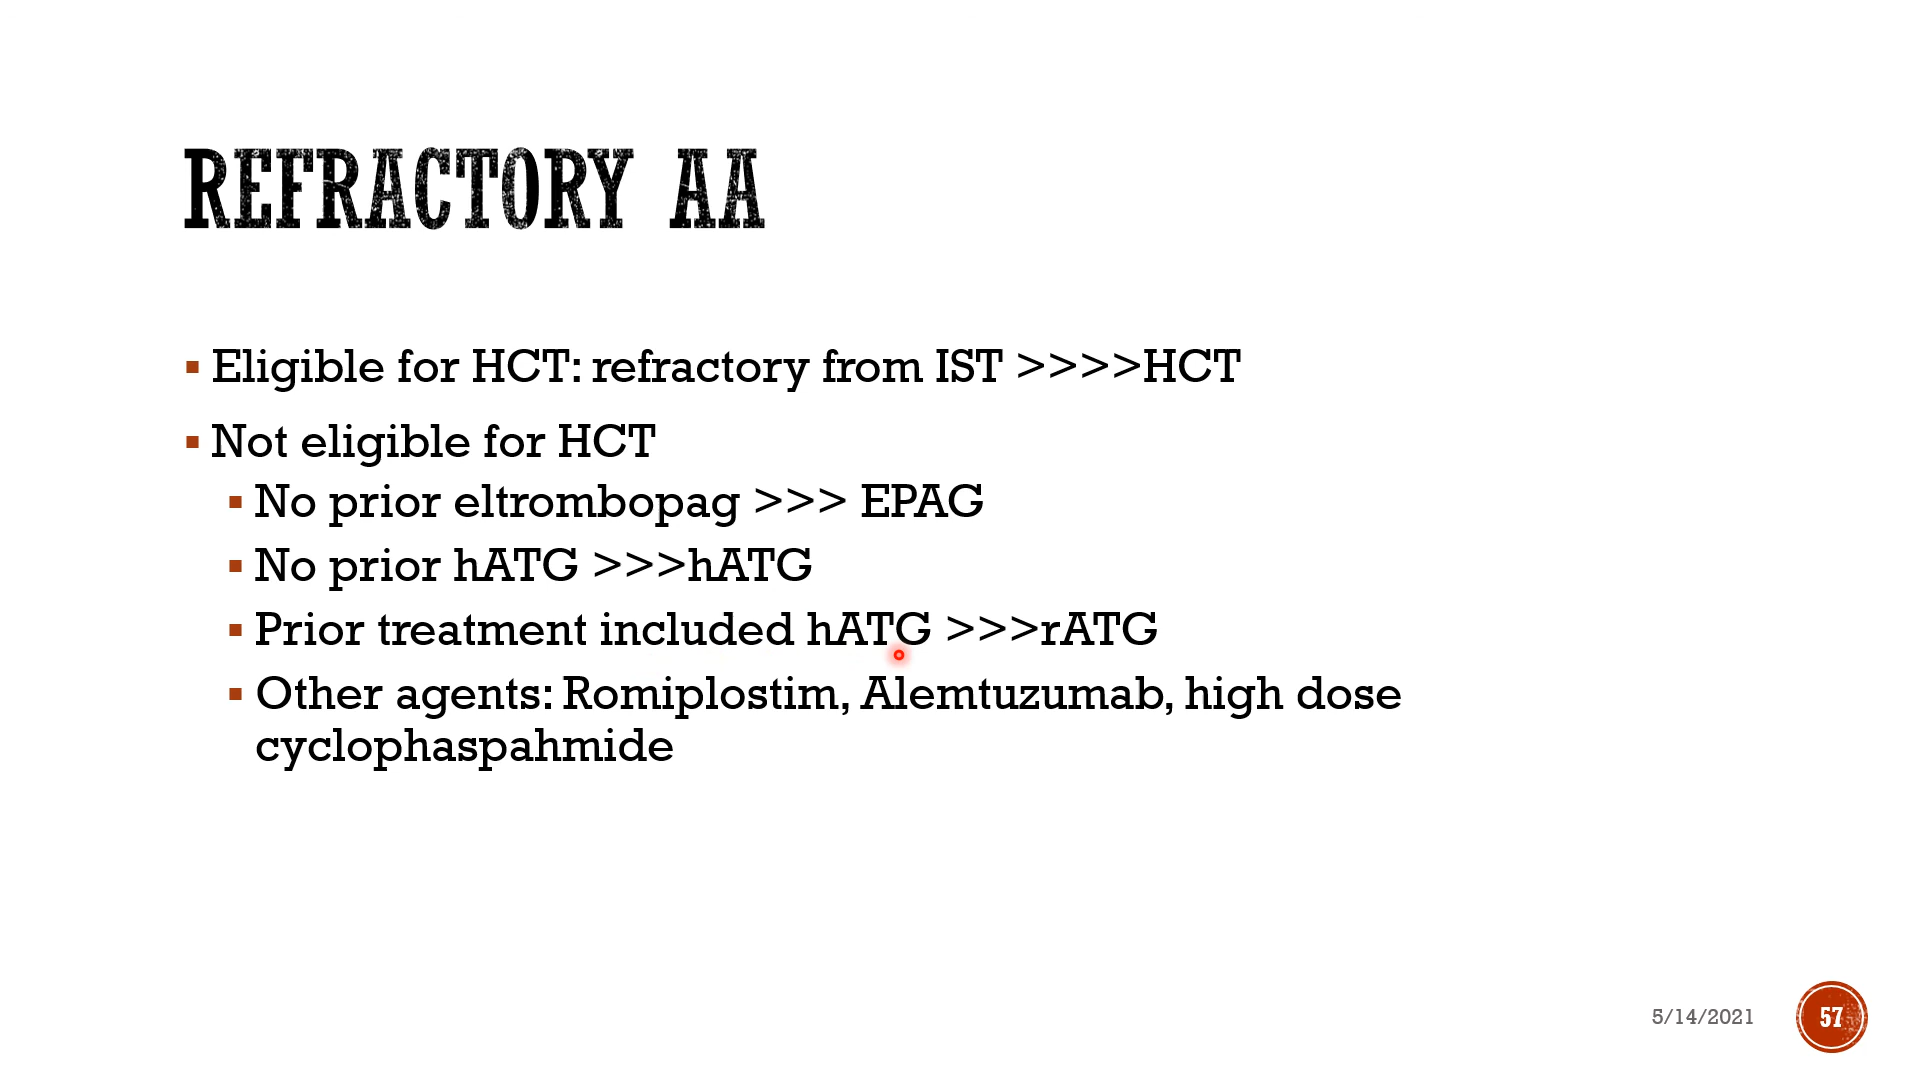 REFRACTORY AA
Eligible for HCT: refractory from IST >>>>HCT
Not eligible for HCT
No prior eltrombopag >>> EPAG
No prior hATG >>>hATG
Prior treatment included hATG >>>rATG
Other agents: Romiplostim, Alemtuzumab, high dose
cyclophaspahmide
5/14/2021
57